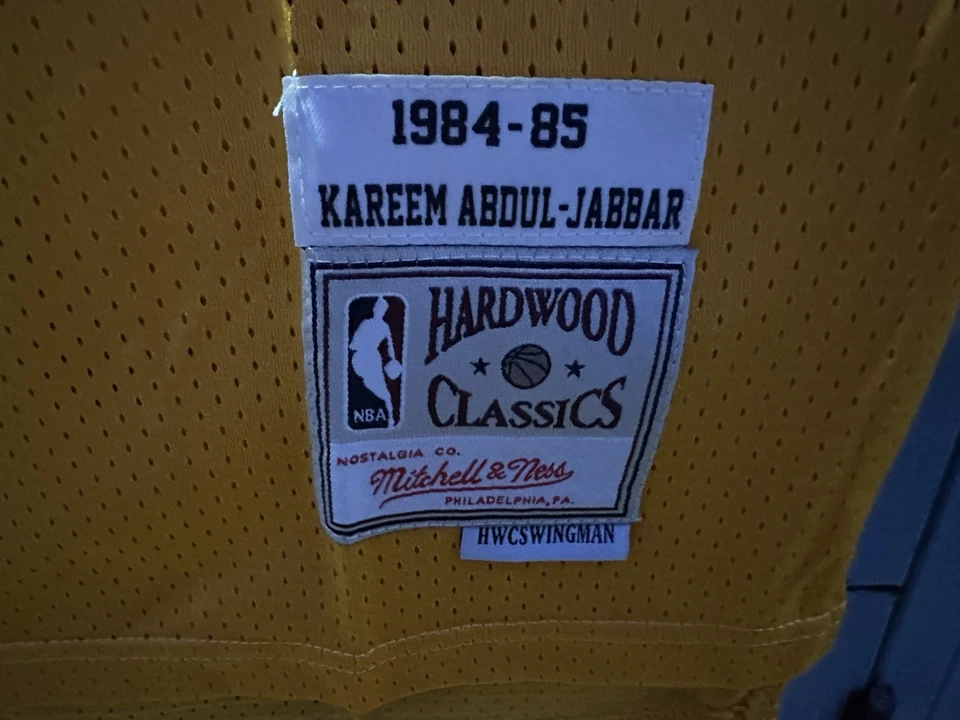 1984-85
KAREEM ABDUL-JABBAR
HARDWOOD
CLASSICS
NBA
NOSTALGIA CO.
Mitchell & Ness
PHILADELPHIA, PA.
HWCSWINGMAN